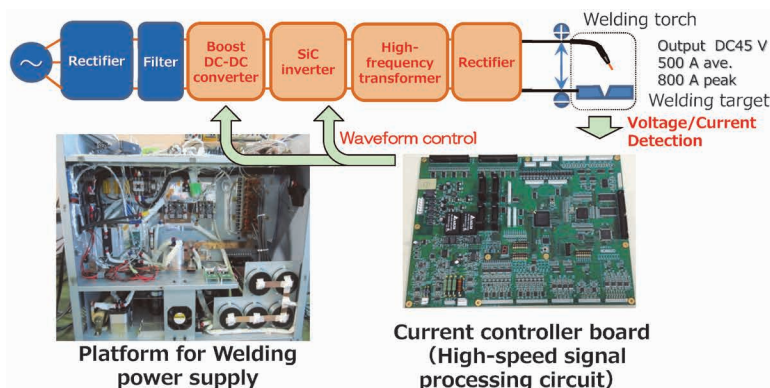 Rectifier
Filter
Boost
DC-DC
converter
SiC
inverter
High-
frequency
transformer
Rectifier
Welding torch
Output DC45 V
500 A ave.
800 A peak
Welding target
Voltage/Current
Detection
Waveform control
Platform for Welding
power supply
Current controller board
（High-speed signal
processing circuit）